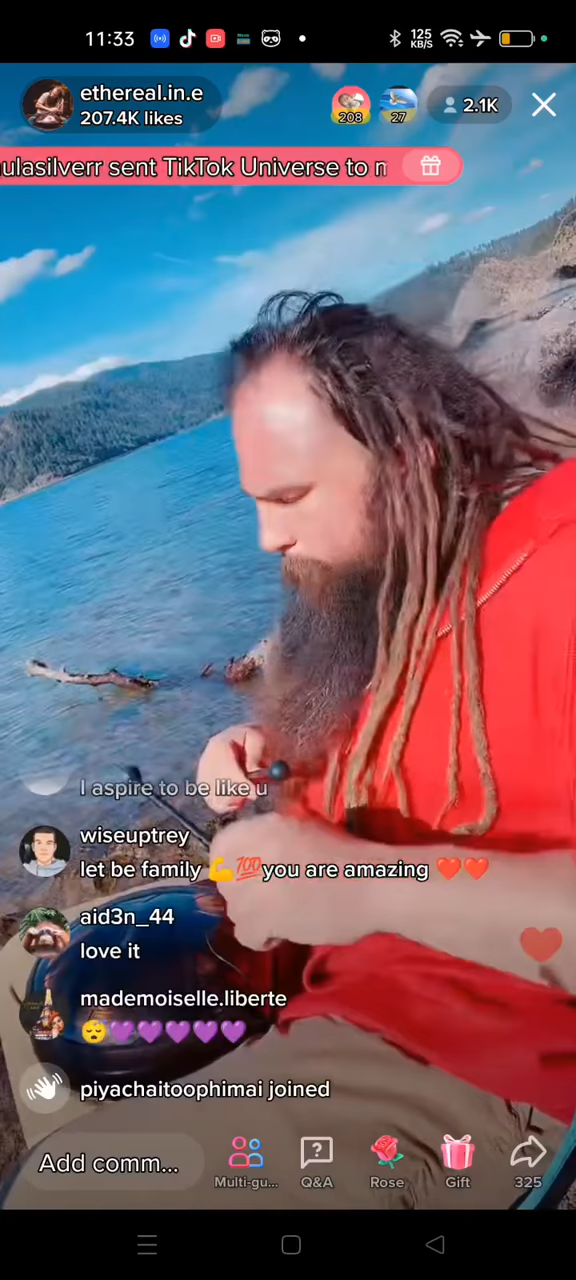 11:33
125
KB/S
ethereal.in.e
207.4K likes
208
27
2.1K
ulasilverr sent TikTok Universe to
I aspire to be like u
wiseuptrey
let be family 💪💯you are amazing ❤️❤️
aid3n_44
love it
mademoiselle.liberte
😌💜💜💜💜💜
piyachaitoophimai joined
Add comm...
Multi-gu...
Q&A
Rose
Gift
325